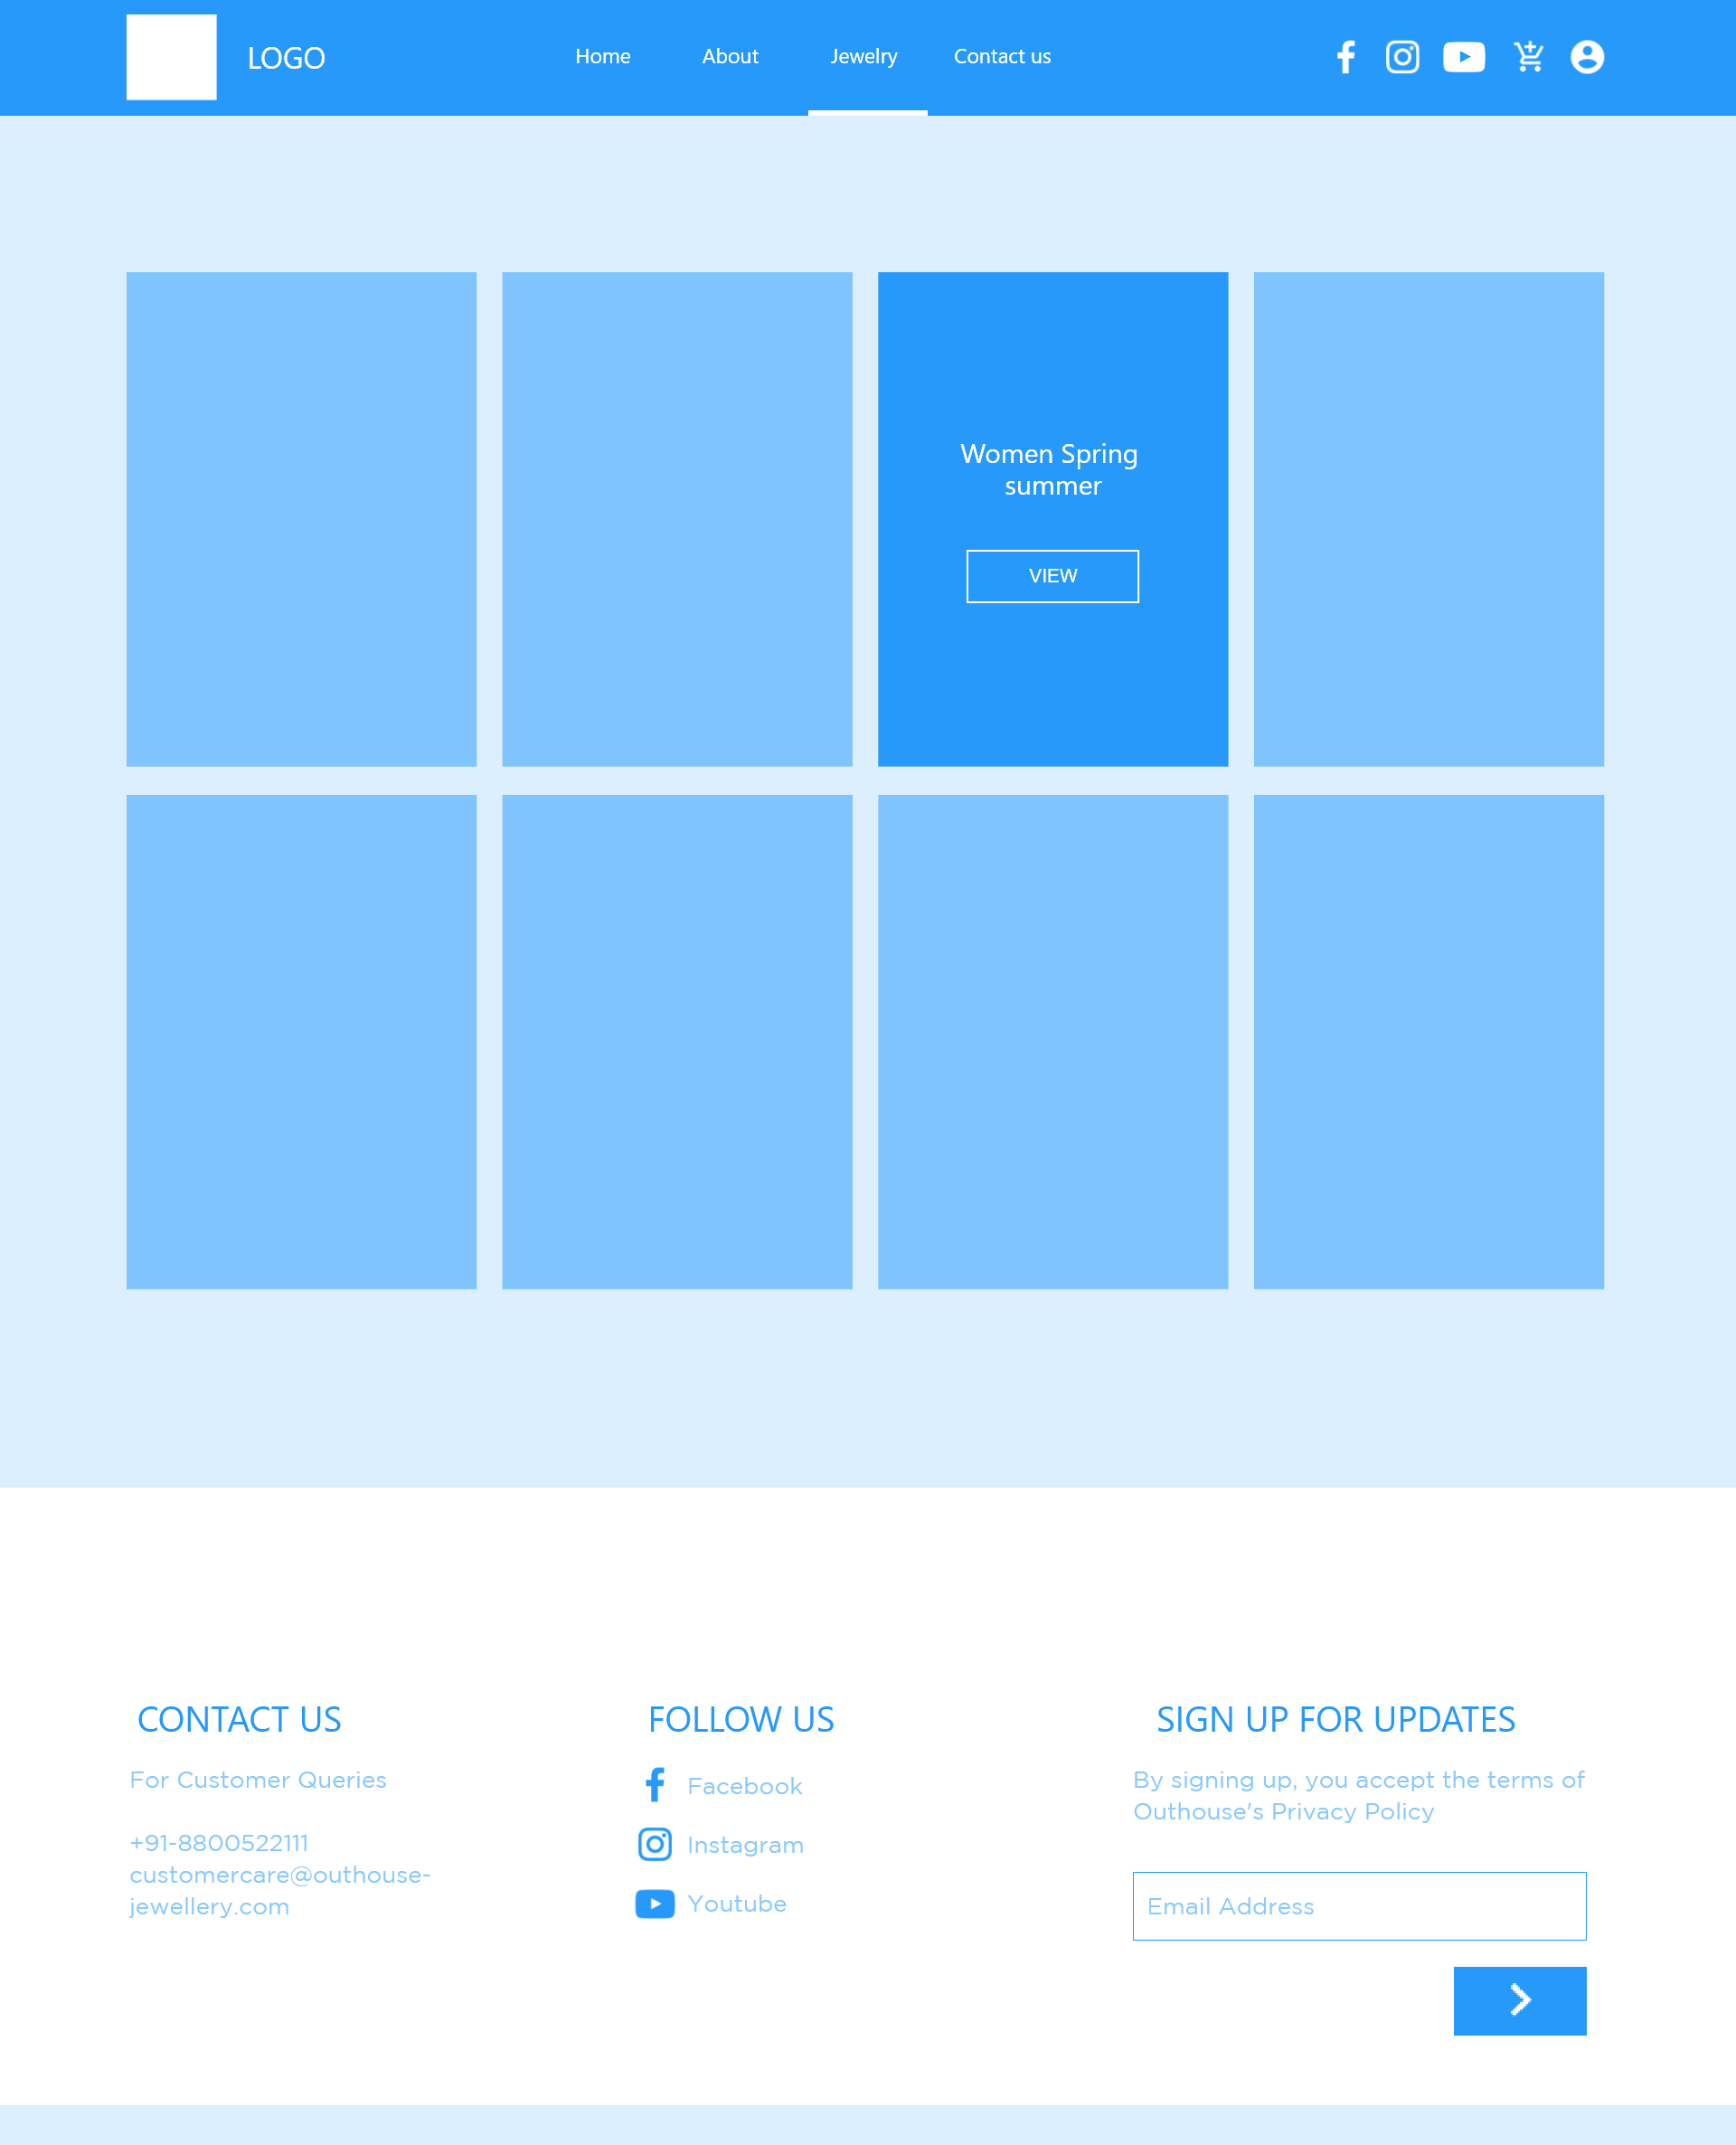 LOGO
Home
About
Jewelry
Contact us
Women Spring
summer
VIEW
CONTACT US
For Customer Queries
+91-8800522111
customercare@outhouse-
jewellery.com
FOLLOW US
Facebook
Instagram
Youtube
SIGN UP FOR UPDATES
By signing up, you accept the terms of
Outhouse's Privacy Policy
Email Address